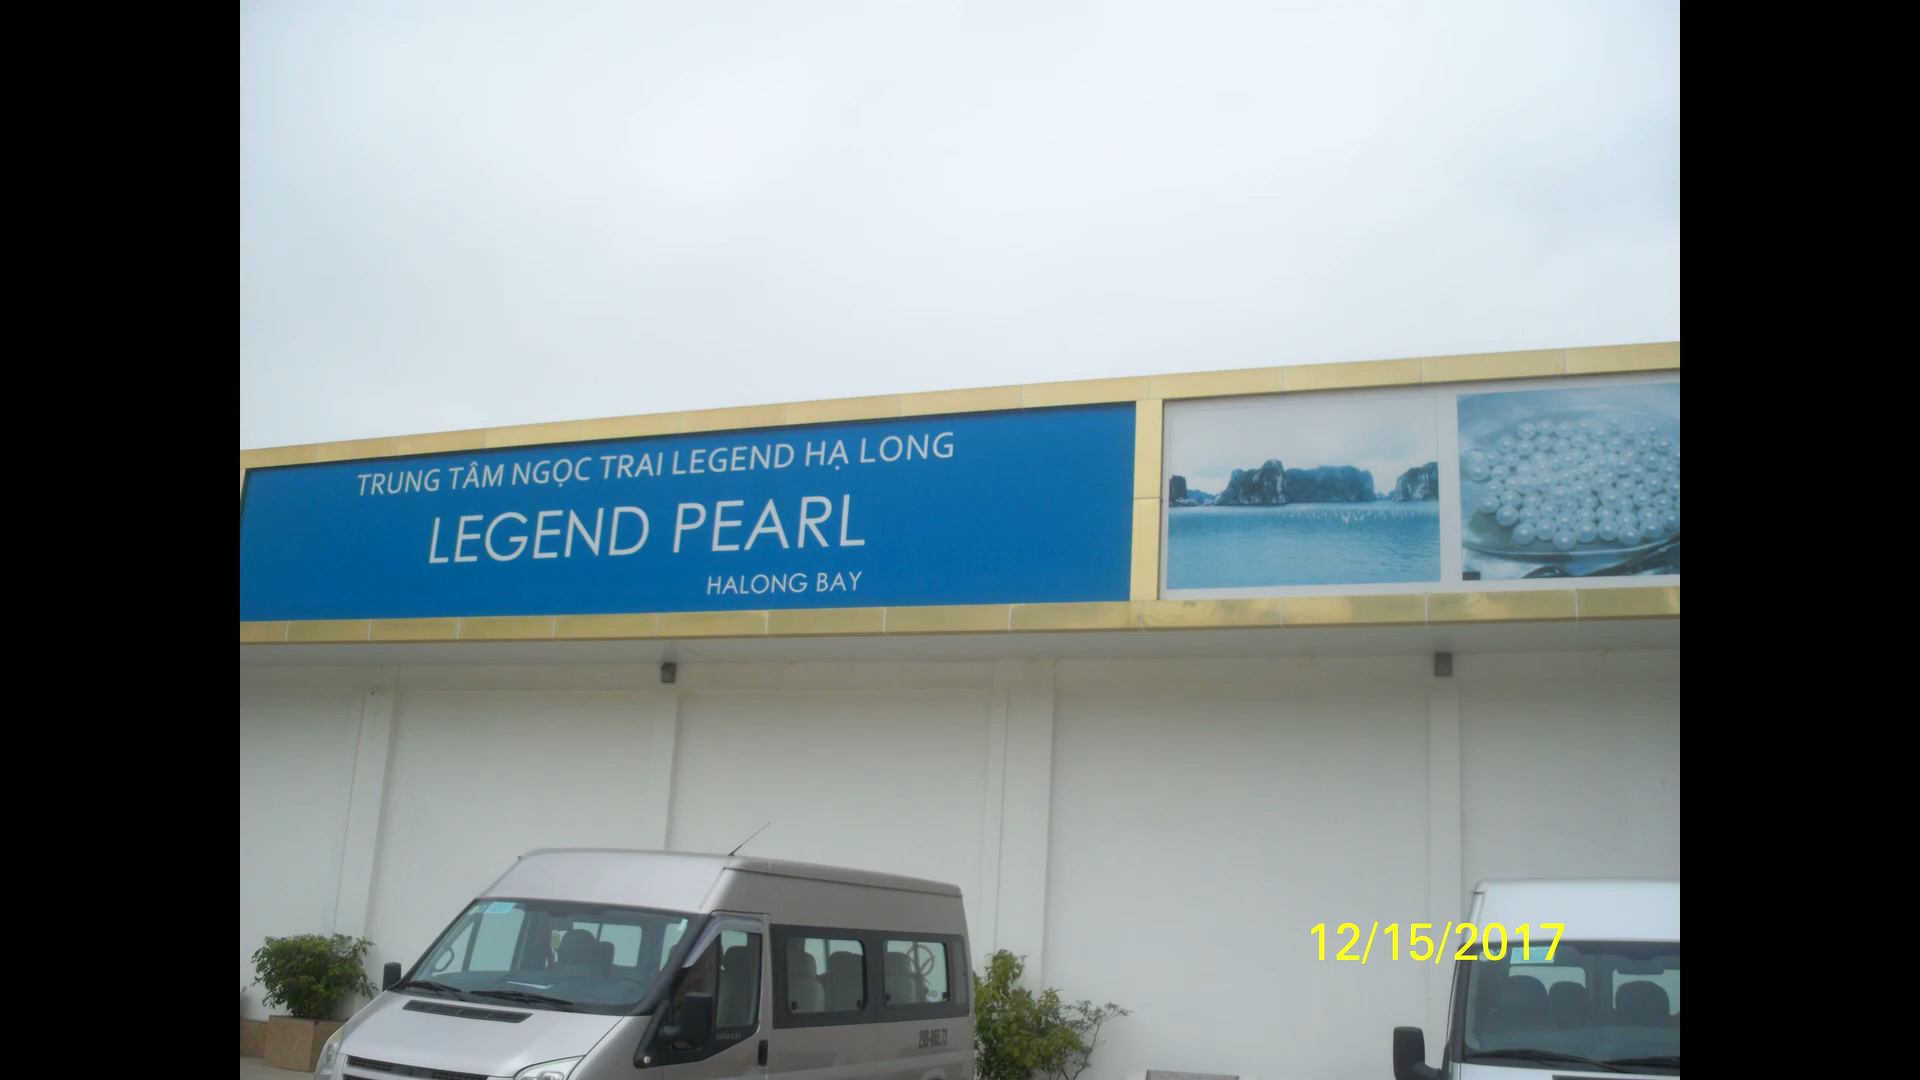 TRUNG TÂM NGỌC TRAI LEGEND HẠ LONG
LEGEND PEARL
HALONG BAY
12/15/2017